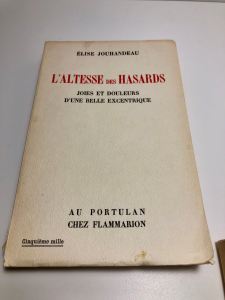 ÉLISE JOUHANDEAU
L'ALTESSE DES HASARDS
JOIES ET DOULEURS
D'UNE BELLE EXCENTRIQUE
AU PORTULAN
CHEZ FLAMMARION
Cinquième mille